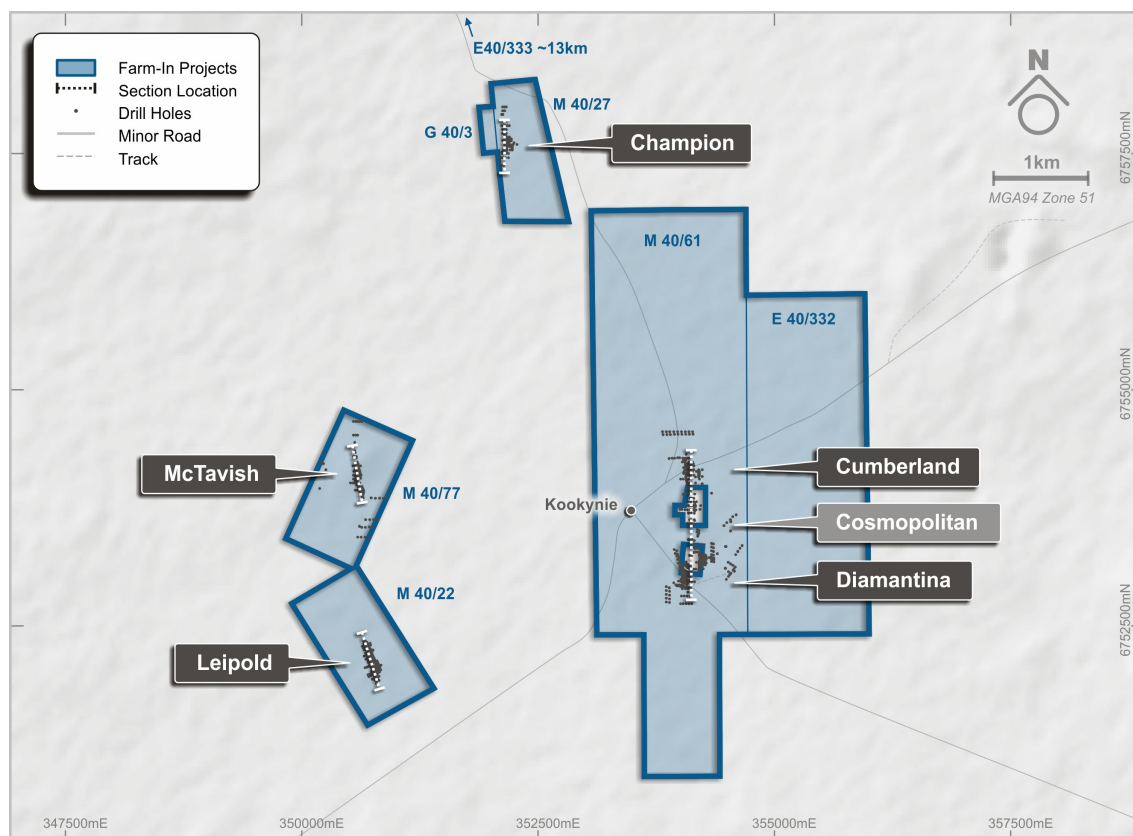 E40/333 ~13km
Farm-In Projects
Section Location
Drill Holes
Minor Road
Track
M 40/27
G 40/3
Champion
N
1km
MGA94 Zone 51
6757500mN
M 40/61
E 40/332
6755000mN
McTavish
M 40/77
Kookynie
Cumberland
Cosmopolitan
Diamantina
M 40/22
Leipold
6752500mN
347500mE
350000mE
352500mE
355000mE
357500mE